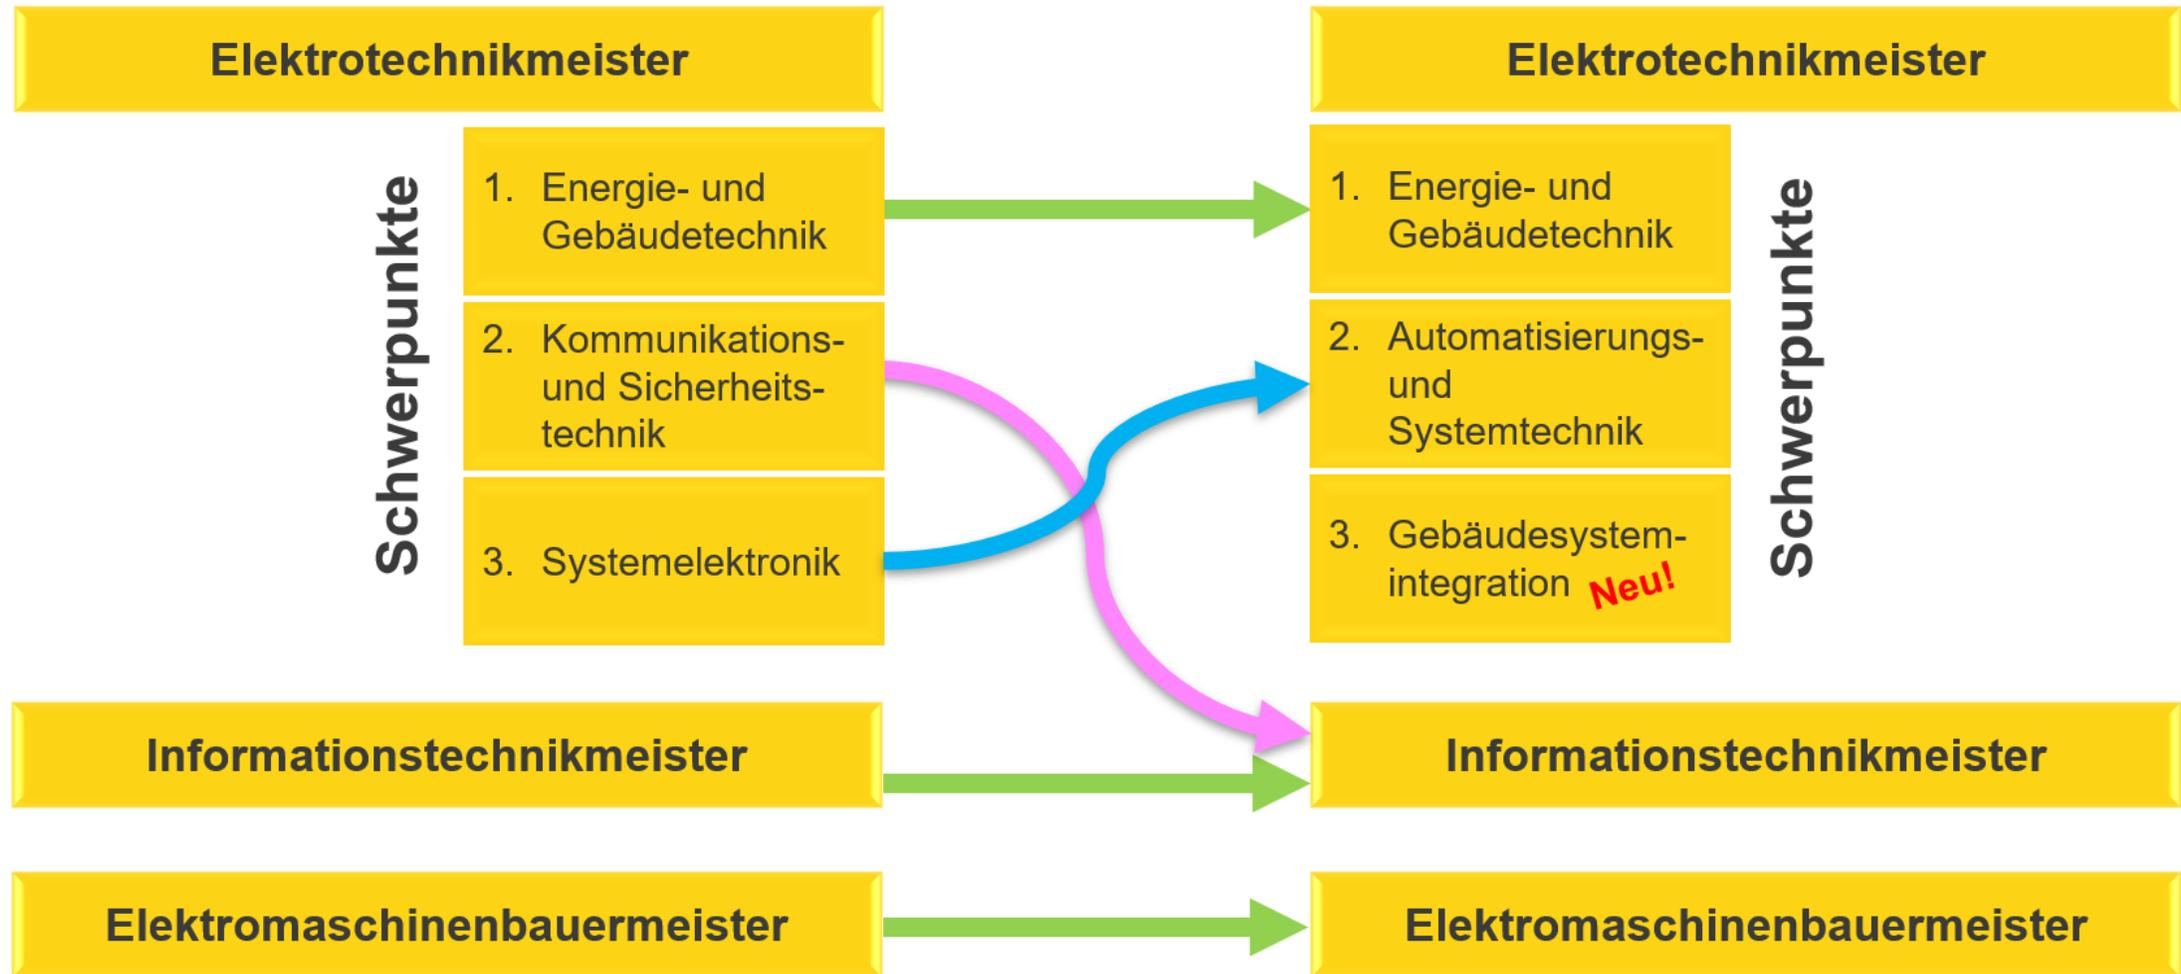 Elektrotechnikmeister
Schwerpunkte
1. Energie- und
Gebäudetechnik
2. Kommunikations-
und Sicherheits-
technik
3. Systemelektronik
Informationstechnikmeister
Elektromaschinenbauermeister
Elektrotechnikmeister
1. Energie- und
Gebäudetechnik
2. Automatisierungs-
und
Systemtechnik
3. Gebäudesystem-
integration Neu!
Schwerpunkte
Informationstechnikmeister
Elektromaschinenbauermeister